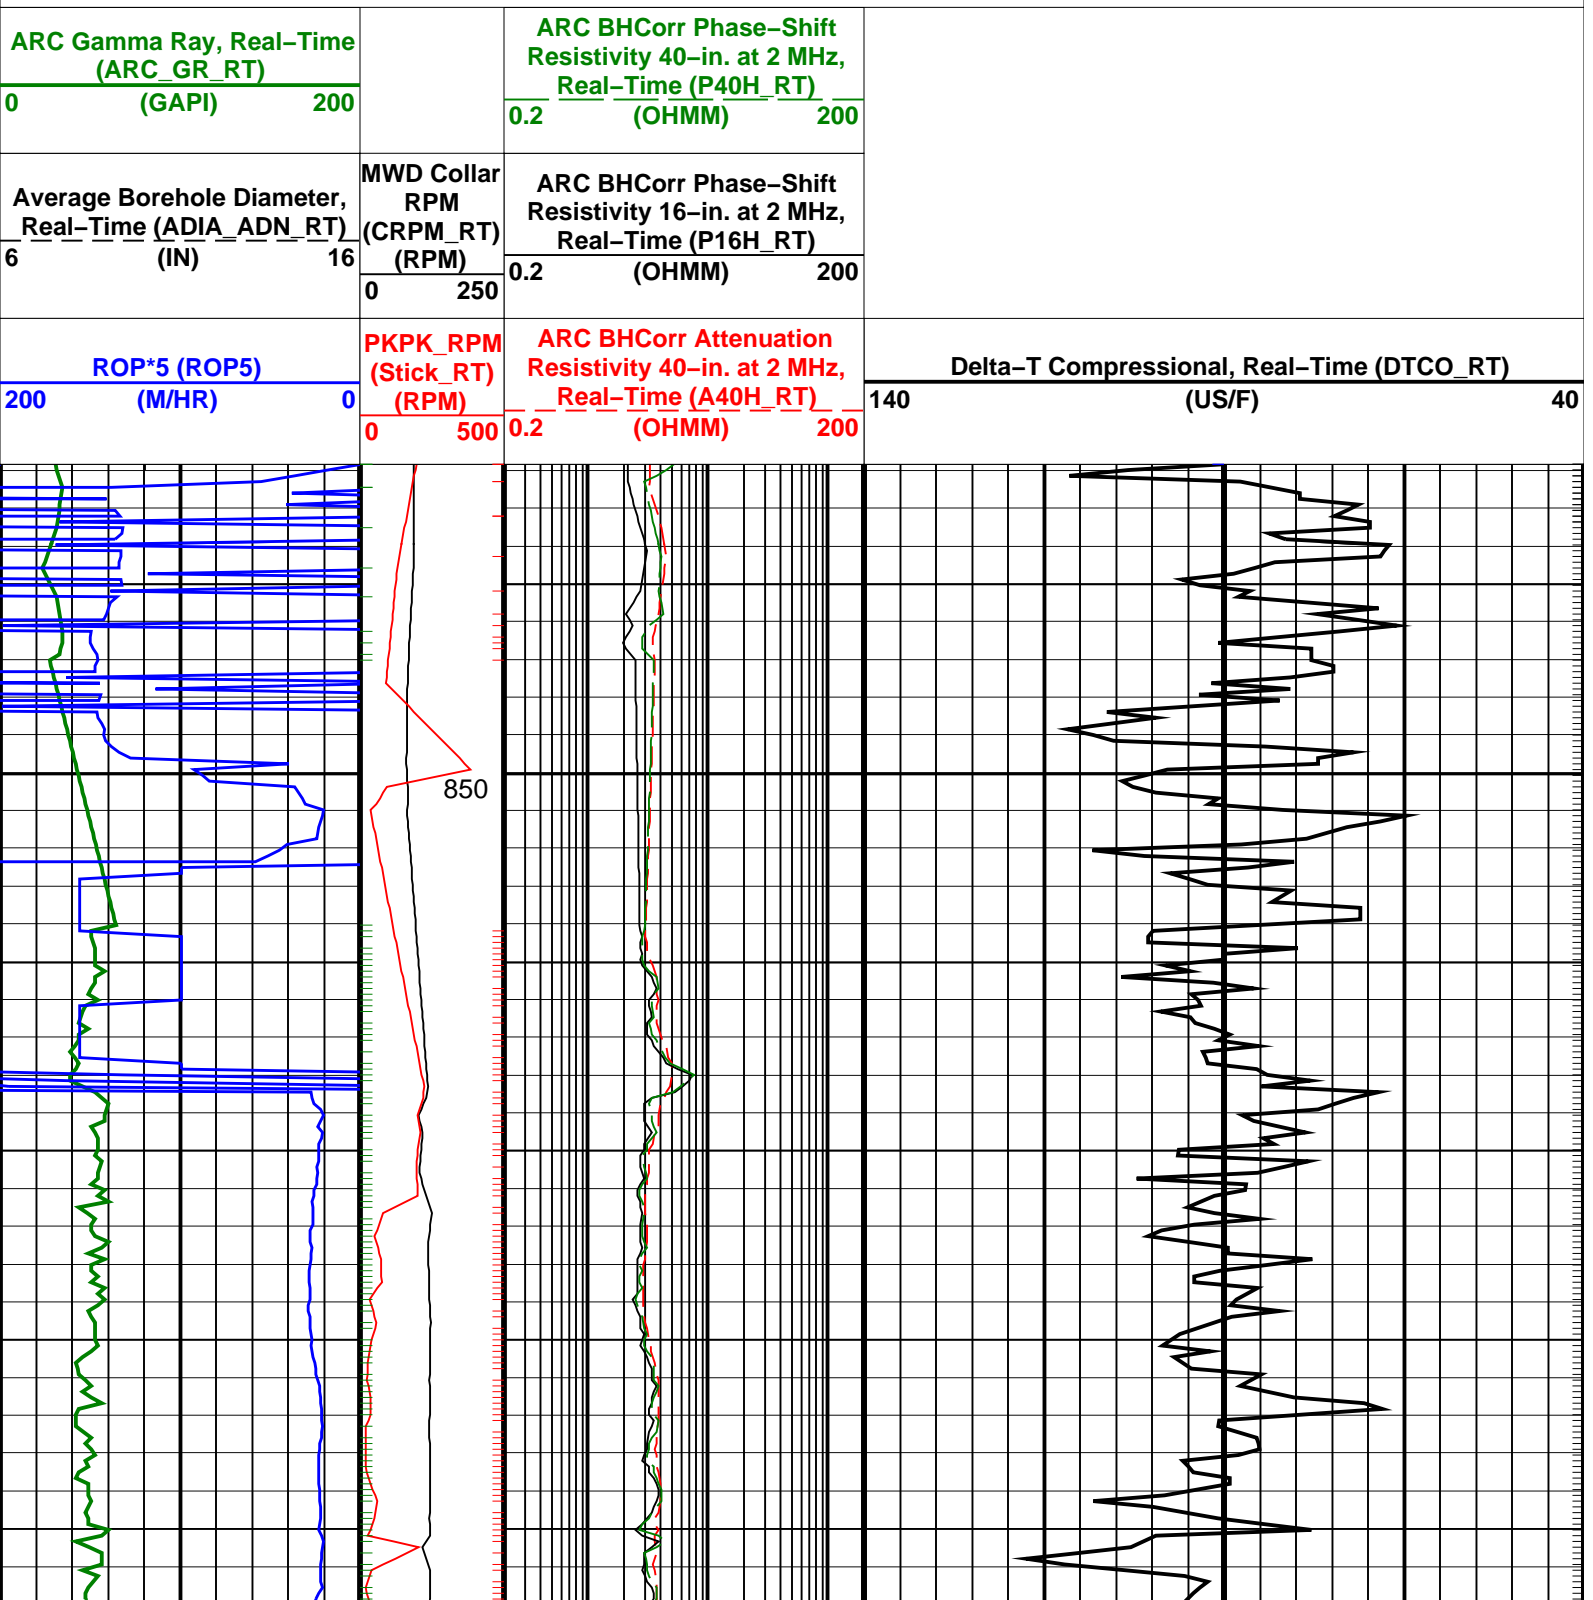 ARC Gamma Ray, Real−Time
(ARC_GR_RT)
0 (GAPI) 200
ARC BHCorr Phase−Shift
Resistivity 40−in. at 2 MHz,
Real−Time (P40H_RT)
0.2 (OHMM) 200
Average Borehole Diameter,
Real−Time (ADIA_ADN_RT)
6 (IN) 16
MWD Collar
RPM
(CRPM_RT)
(RPM)
0 250
ARC BHCorr Phase−Shift
Resistivity 16−in. at 2 MHz,
Real−Time (P16H_RT)
0.2 (OHMM) 200
ROP*5 (ROP5)
200 (M/HR) 0
PKPK_RPM
(Stick_RT)
(RPM)
0 500
ARC BHCorr Attenuation
Resistivity 40−in. at 2 MHz,
Real−Time (A40H_RT)
0.2 (OHMM) 200
Delta−T Compressional, Real−Time (DTCO_RT)
140 (US/F) 40
850